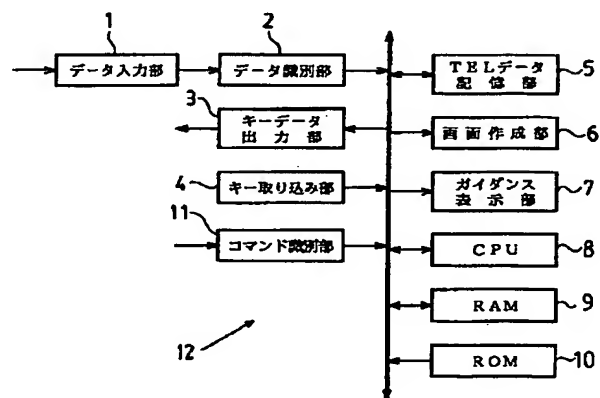 1
データ入力部
2
データ識別部
3
キーデータ
出力部
4
キー取り込み部
11
コマンド識別部
12
TELデータ
記憶部
5
画面作成部
6
ガイダンス
表示部
7
CPU
8
RAM
9
ROM
10